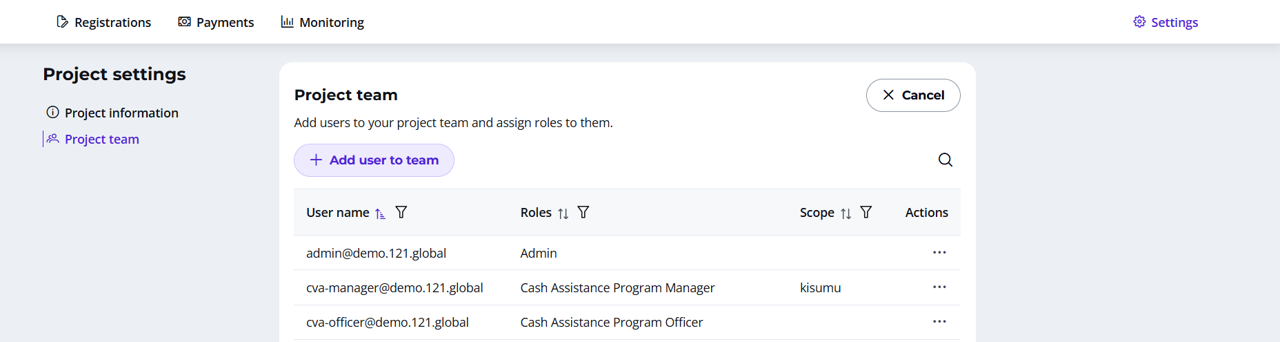 Registrations Payments Monitoring Settings
Project settings
Project information
Project team
Project team
Cancel
Add users to your project team and assign roles to them.
Add user to team
User name Roles Scope Actions
admin@demo.121.global Admin
cva-manager@demo.121.global Cash Assistance Program Manager kisumu
cva-officer@demo.121.global Cash Assistance Program Officer